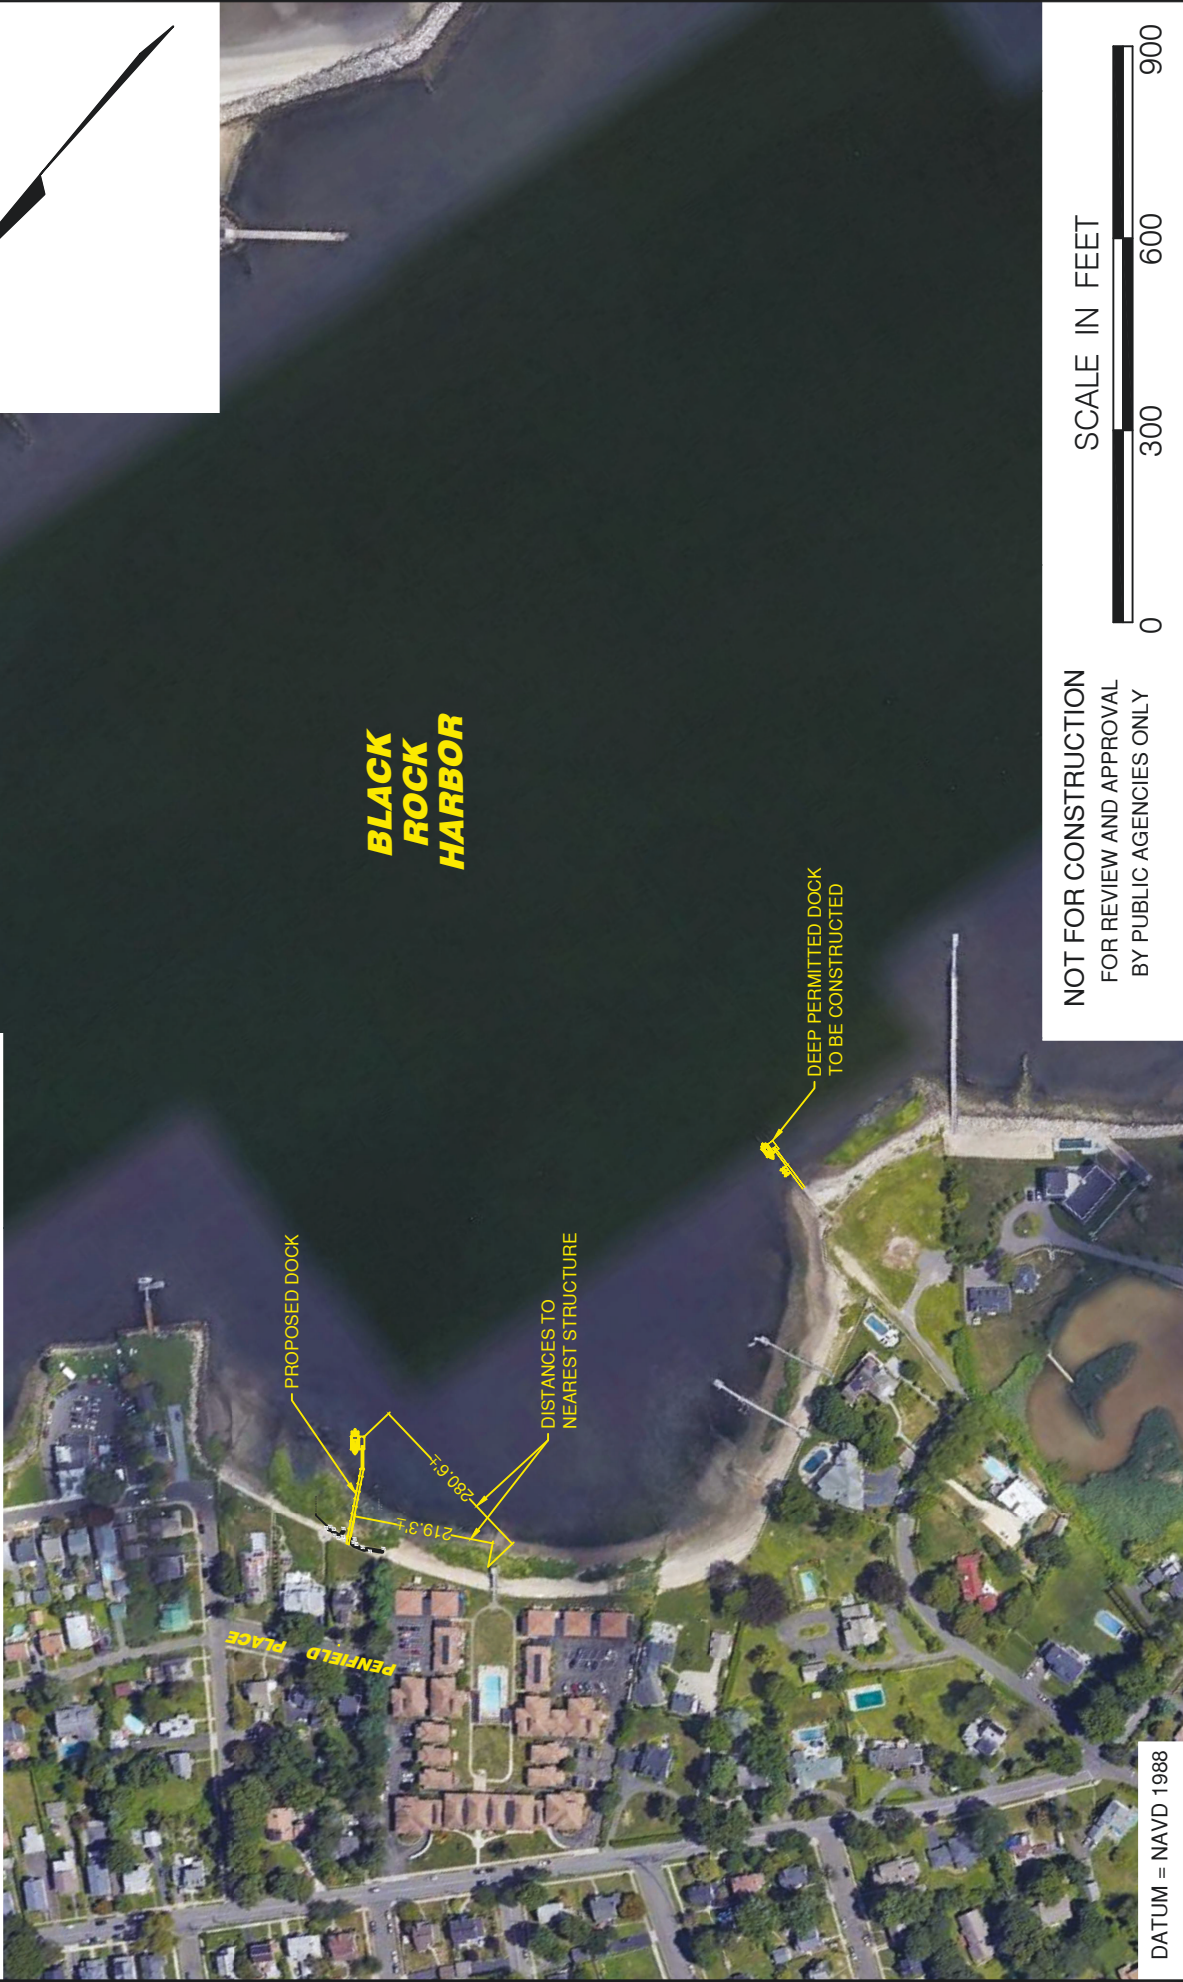 BLACK
ROCK
HARBOR
PROPOSED DOCK
DISTANCES TO
NEAREST STRUCTURE
280.6'±
219.3'±
PENFIELD PLACE
DEEP PERMITTED DOCK
TO BE CONSTRUCTED
DATUM = NAVD 1988
NOT FOR CONSTRUCTION
FOR REVIEW AND APPROVAL
BY PUBLIC AGENCIES ONLY
SCALE IN FEET
0 300 600 900